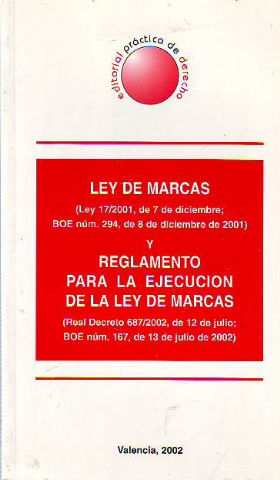 editorial práctica de derecho
LEY DE MARCAS
(Ley 17/2001, de 7 de diciembre;
BOE núm. 294, de 8 de diciembre de 2001)
Y
REGLAMENTO
PARA LA EJECUCION
DE LA LEY DE MARCAS
(Real Decreto 687/2002, de 12 de julio;
BOE núm. 167, de 13 de julio de 2002)
Valencia, 2002